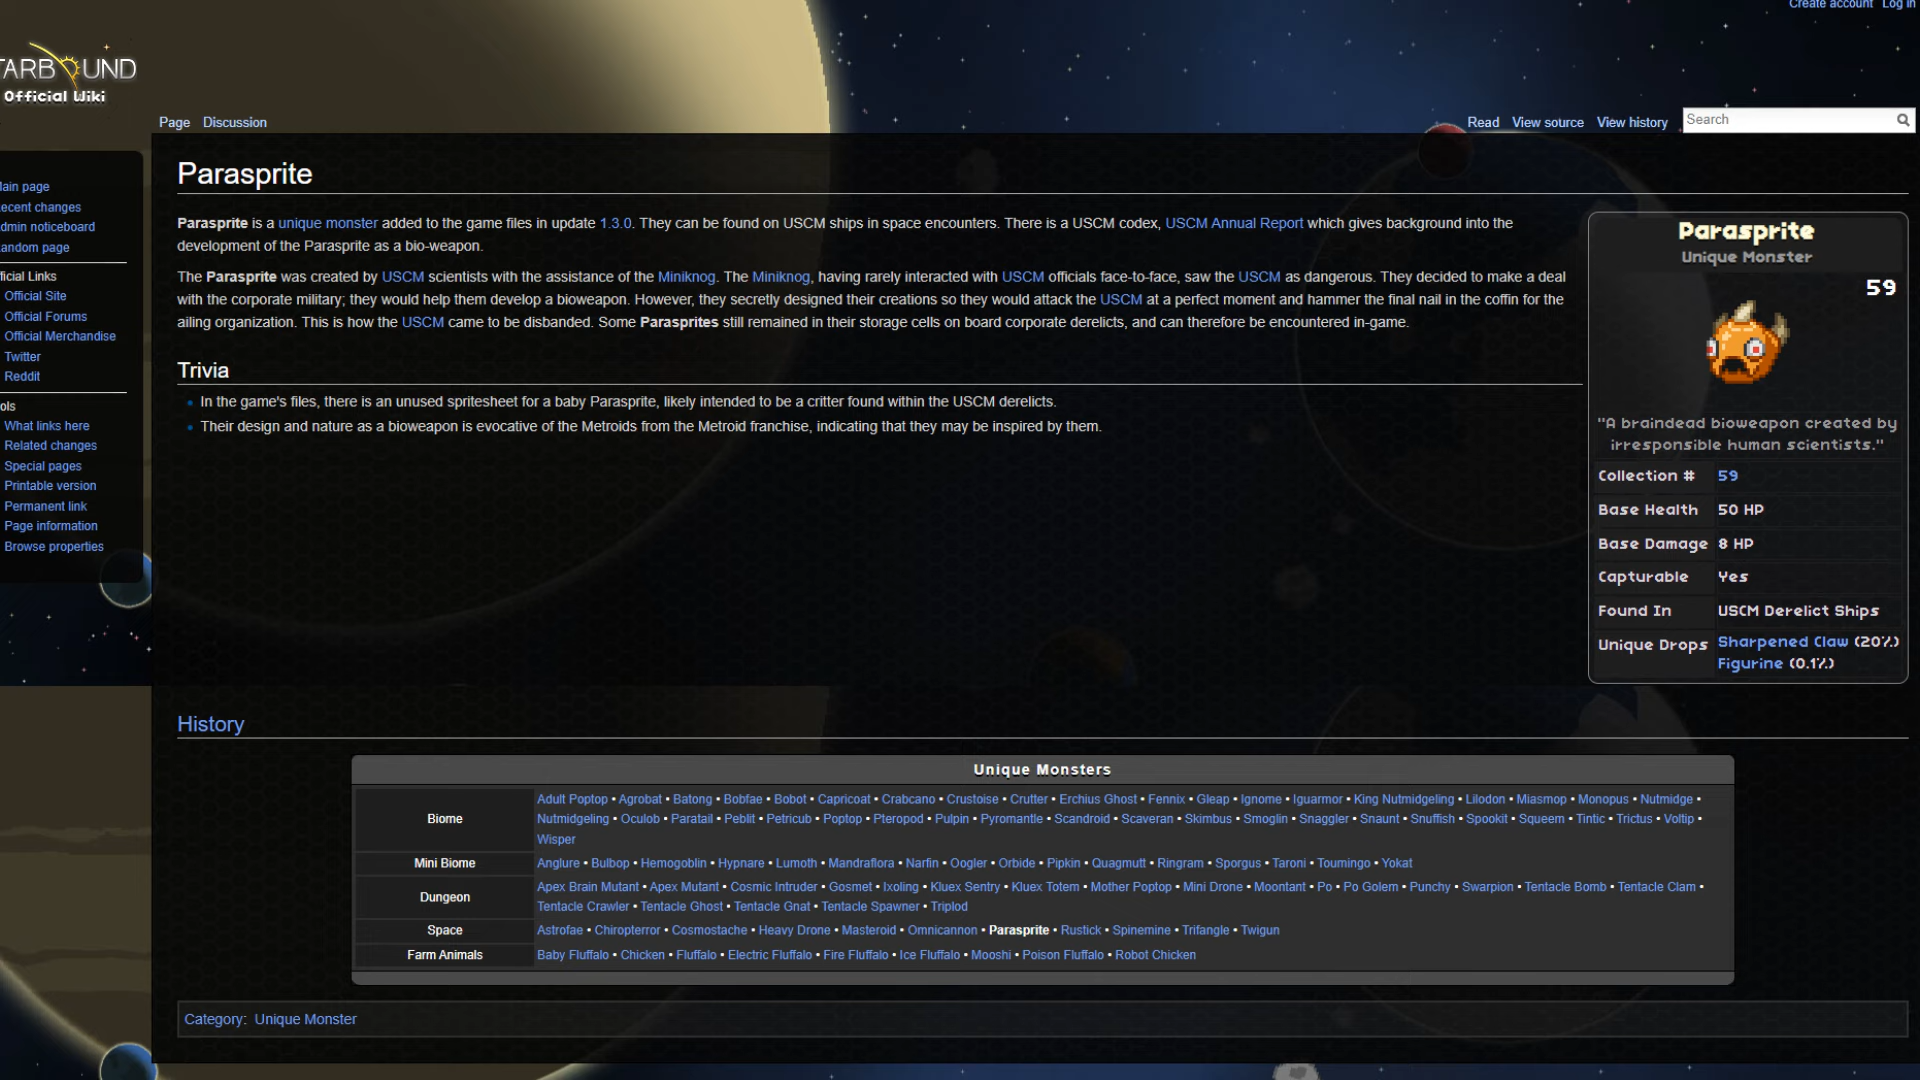 Create account Log in
TARBOUND
Official Wiki
Page Discussion
Read View source View history Search
Parasprite
Main page
ecent changes
dmin noticeboard
andom page
ficial Links
Official Site
Official Forums
Official Merchandise
Twitter
Reddit
ols
What links here
Related changes
Special pages
Printable version
Permanent link
Page information
Browse properties
Parasprite is a unique monster added to the game files in update 1.3.0. They can be found on USCM ships in space encounters. There is a USCM codex, USCM Annual Report which gives background into the
development of the Parasprite as a bio-weapon.
The Parasprite was created by USCM scientists with the assistance of the Miniknog. The Miniknog, having rarely interacted with USCM officials face-to-face, saw the USCM as dangerous. They decided to make a deal
with the corporate military; they would help them develop a bioweapon. However, they secretly designed their creations so they would attack the USCM at a perfect moment and hammer the final nail in the coffin for the
ailing organization. This is how the USCM came to be disbanded. Some Parasprites still remained in their storage cells on board corporate derelicts, and can therefore be encountered in-game.
Trivia
In the game's files, there is an unused spritesheet for a baby Parasprite, likely intended to be a critter found within the USCM derelicts.
Their design and nature as a bioweapon is evocative of the Metroids from the Metroid franchise, indicating that they may be inspired by them.
Parasprite
Unique Monster
59
"A braindead bioweapon created by
irresponsible human scientists."
Collection # 59
Base Health 50 HP
Base Damage 8 HP
Capturable Yes
Found In USCM Derelict Ships
Unique Drops Sharpened Claw (20%)
Figurine (0.1%)
History
Unique Monsters
Biome
Adult Poptop • Agrobat • Batong • Bobfae • Bobot • Capricoat • Crabcano • Crustoise • Crutter • Erchius Ghost • Fennix • Gleap • Ignome • Iguarmor • King Nutmidgeling • Lilodon • Miasmop • Monopus • Nutmidge •
Nutmidgeling • Oculob • Paratail • Peblit • Petricub • Poptop • Pteropod • Pulpin • Pyromantle • Scandroid • Scaveran • Skimbus • Smoglin • Snaggler • Snaunt • Snuffish • Spookit • Squeem • Tintic • Trictus • Voltip •
Wisper
Mini Biome Anglure • Bulbop • Hemogoblin • Hypnare • Lumoth • Mandraflora • Narfin • Oogler • Orbide • Pipkin • Quagmutt • Ringram • Sporgus • Taroni • Toumingo • Yokat
Dungeon
Apex Brain Mutant • Apex Mutant • Cosmic Intruder • Gosmet • Ixoling • Kluex Sentry • Kluex Totem • Mother Poptop • Mini Drone • Moontant • Po • Po Golem • Punchy • Swarpion • Tentacle Bomb • Tentacle Clam •
Tentacle Crawler • Tentacle Ghost • Tentacle Gnat • Tentacle Spawner • Triplod
Space Astrofae • Chiropterror • Cosmostache • Heavy Drone • Masteroid • Omnicannon • Parasprite • Rustick • Spinemine • Trifangle • Twigun
Farm Animals Baby Fluffalo • Chicken • Fluffalo • Electric Fluffalo • Fire Fluffalo • Ice Fluffalo • Mooshi • Poison Fluffalo • Robot Chicken
Category: Unique Monster